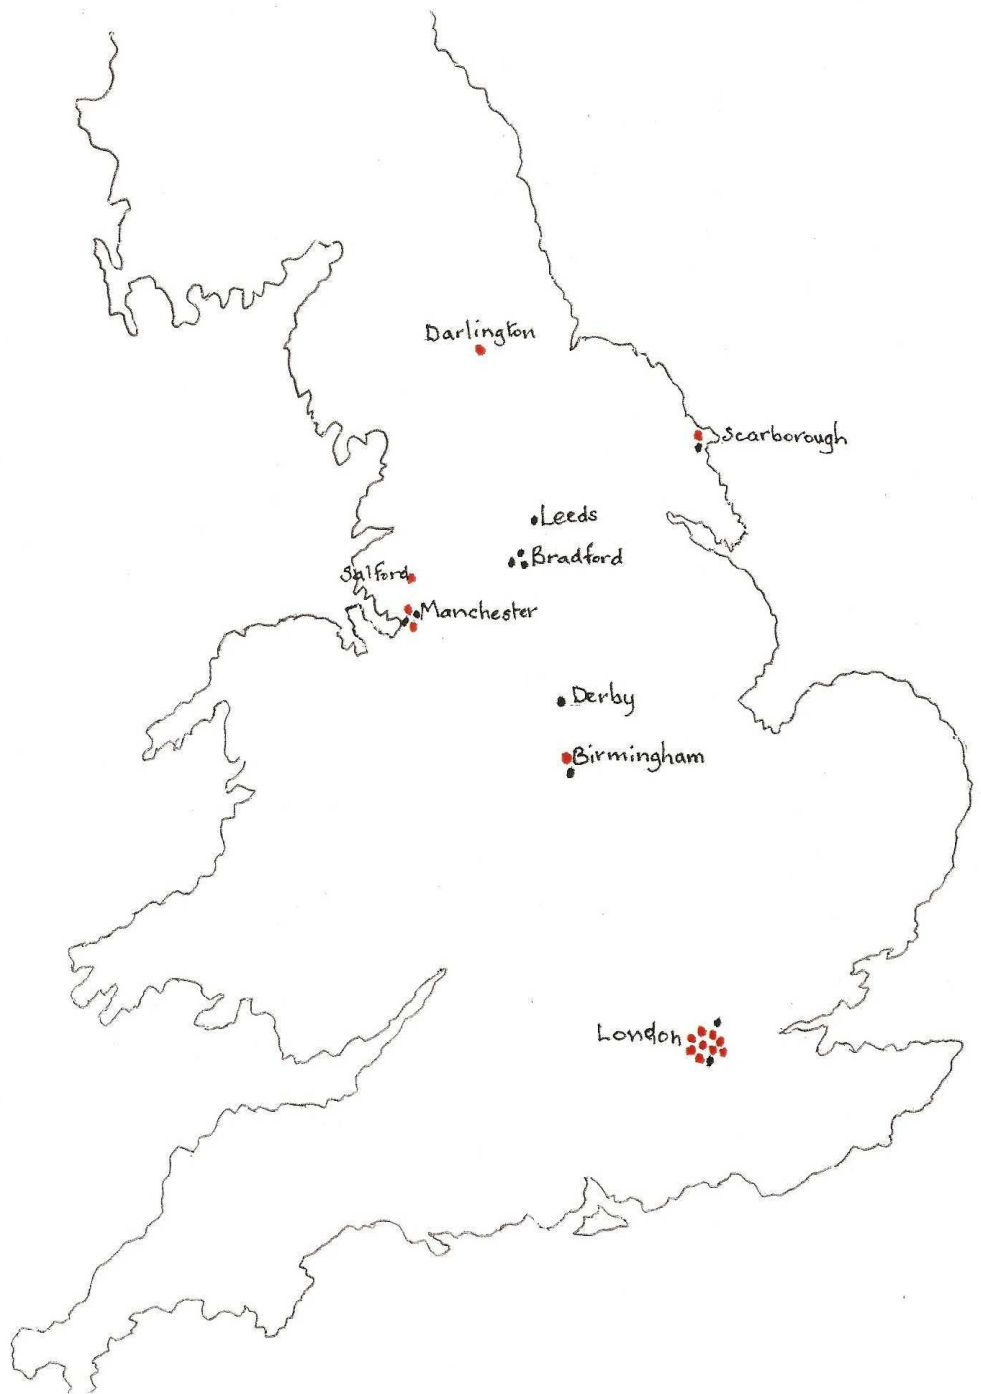 Darlington
Scarborough
Leeds
Bradford
Salford
Manchester
Derby
Birmingham
London